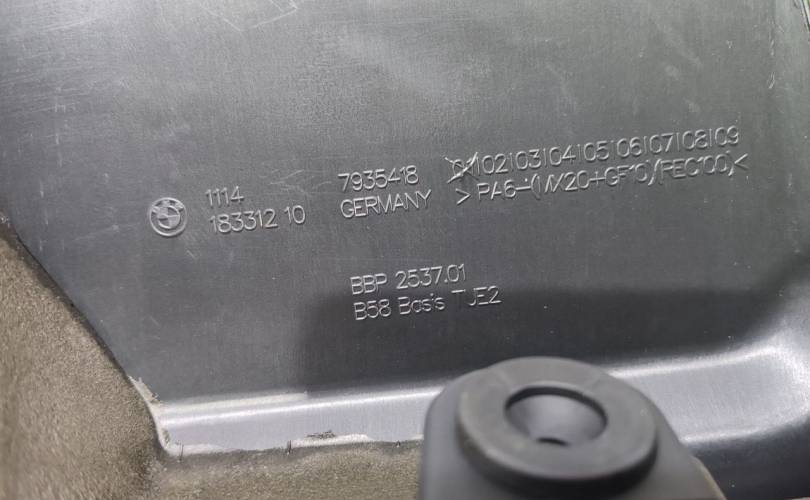 1114
183312 10
7935418
GERMANY
01|02|03|04|05|06|07|08|09
>PA6-(MX20+GF10)(REC100)<
BBP 2537.01
B58 Basis TUE2